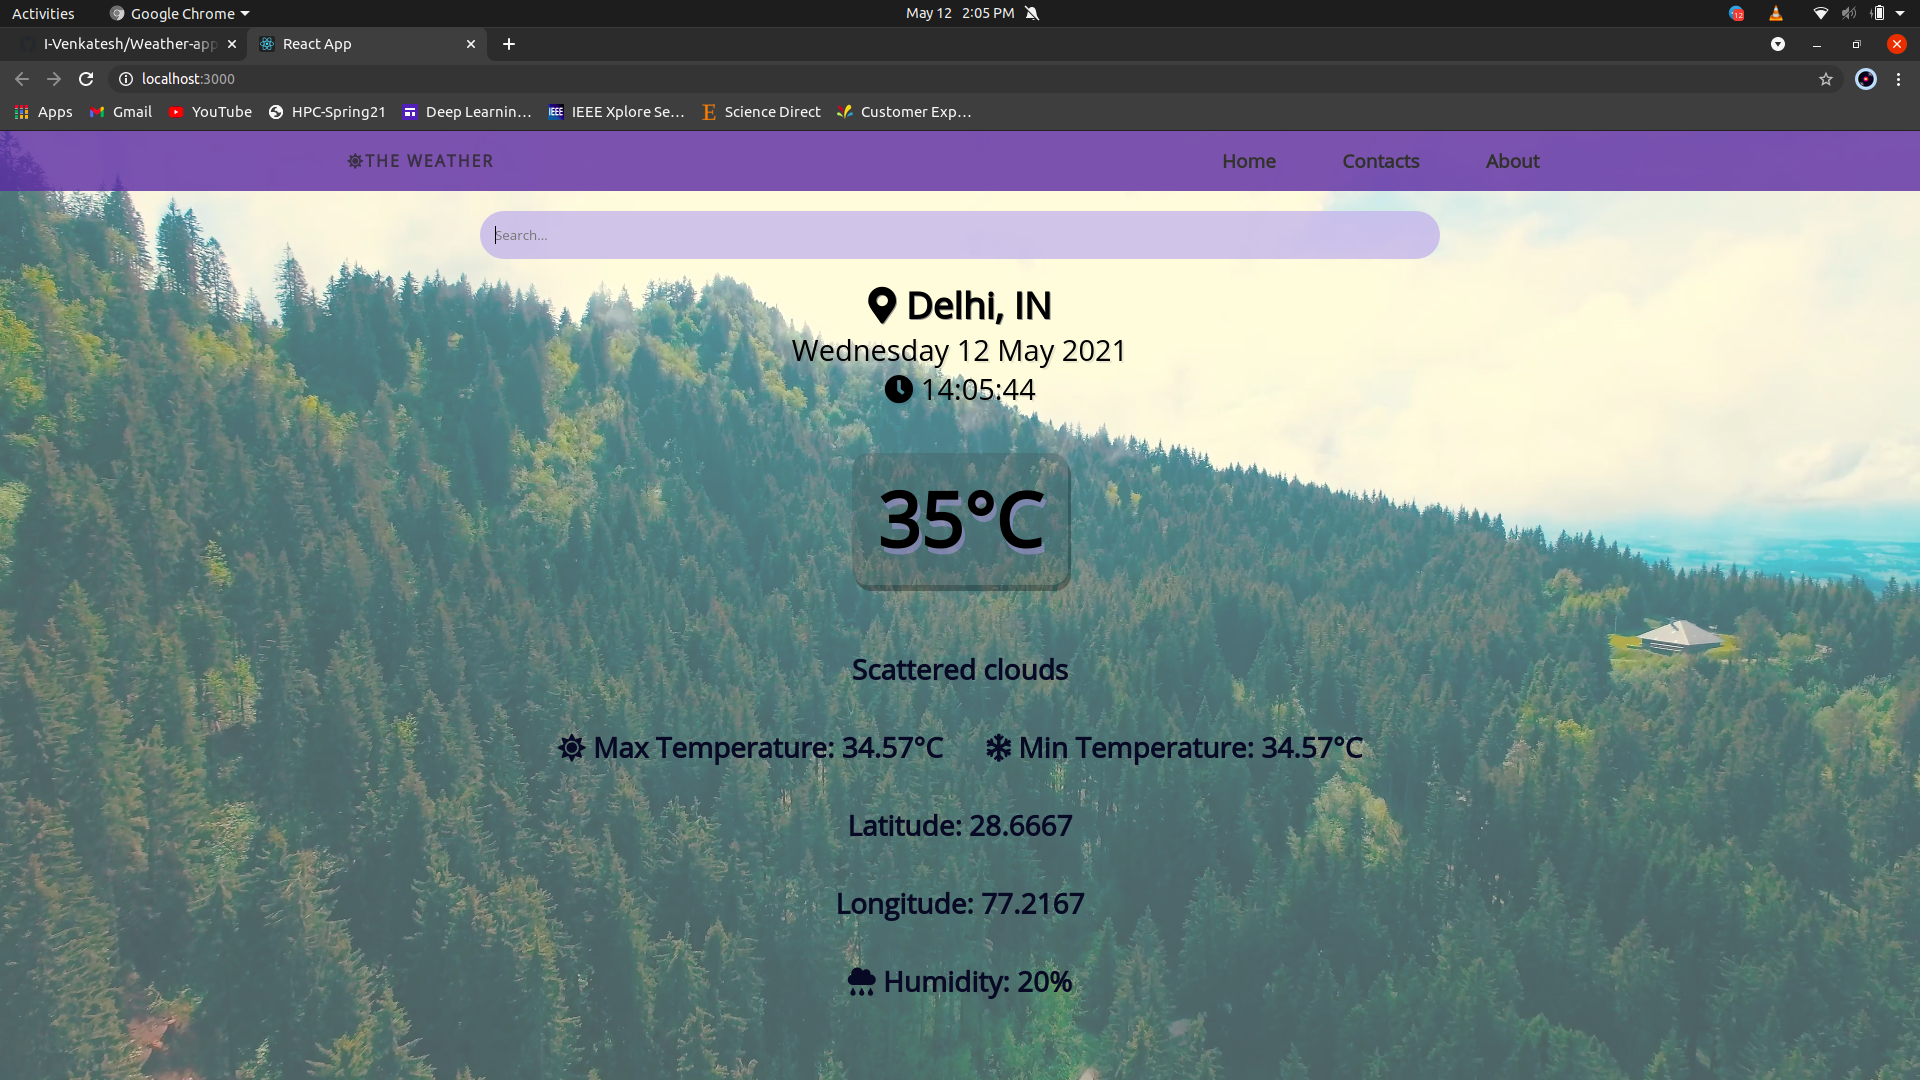 Activities Google Chrome May 12 2:05 PM 12
I-Venkatesh/Weather-app React App
localhost:3000
Apps Gmail YouTube HPC-Spring21 Deep Learnin… IEEE IEEE Xplore Se… E Science Direct Customer Exp…
THE WEATHER Home Contacts About
Search...
Delhi, IN
Wednesday 12 May 2021
14:05:44
35°C
Scattered clouds
Max Temperature: 34.57°C Min Temperature: 34.57°C
Latitude: 28.6667
Longitude: 77.2167
Humidity: 20%